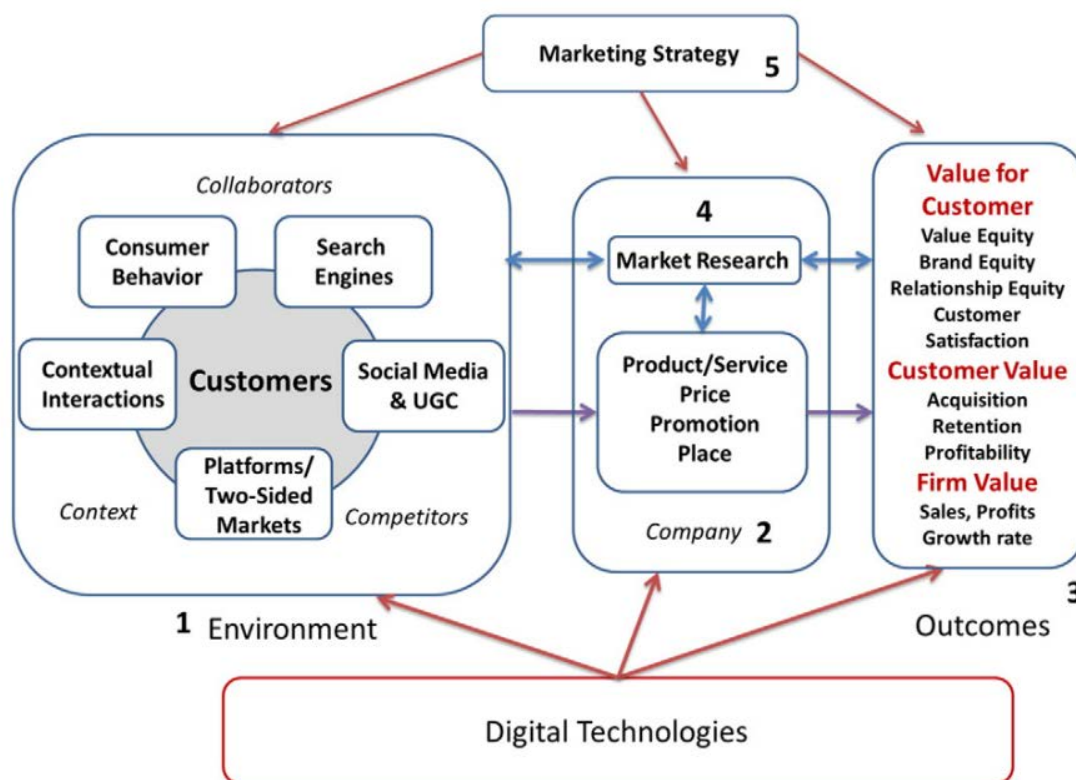 Marketing Strategy
5
Collaborators
Consumer
Behavior
Search
Engines
Contextual
Interactions
Customers
Social Media
& UGC
Platforms/
Two-Sided
Markets
Context
Competitors
1 Environment
4
Market Research
Product/Service
Price
Promotion
Place
Company 2
Value for
Customer
Value Equity
Brand Equity
Relationship Equity
Customer
Satisfaction
Customer Value
Acquisition
Retention
Profitability
Firm Value
Sales, Profits
Growth rate
3
Outcomes
Digital Technologies